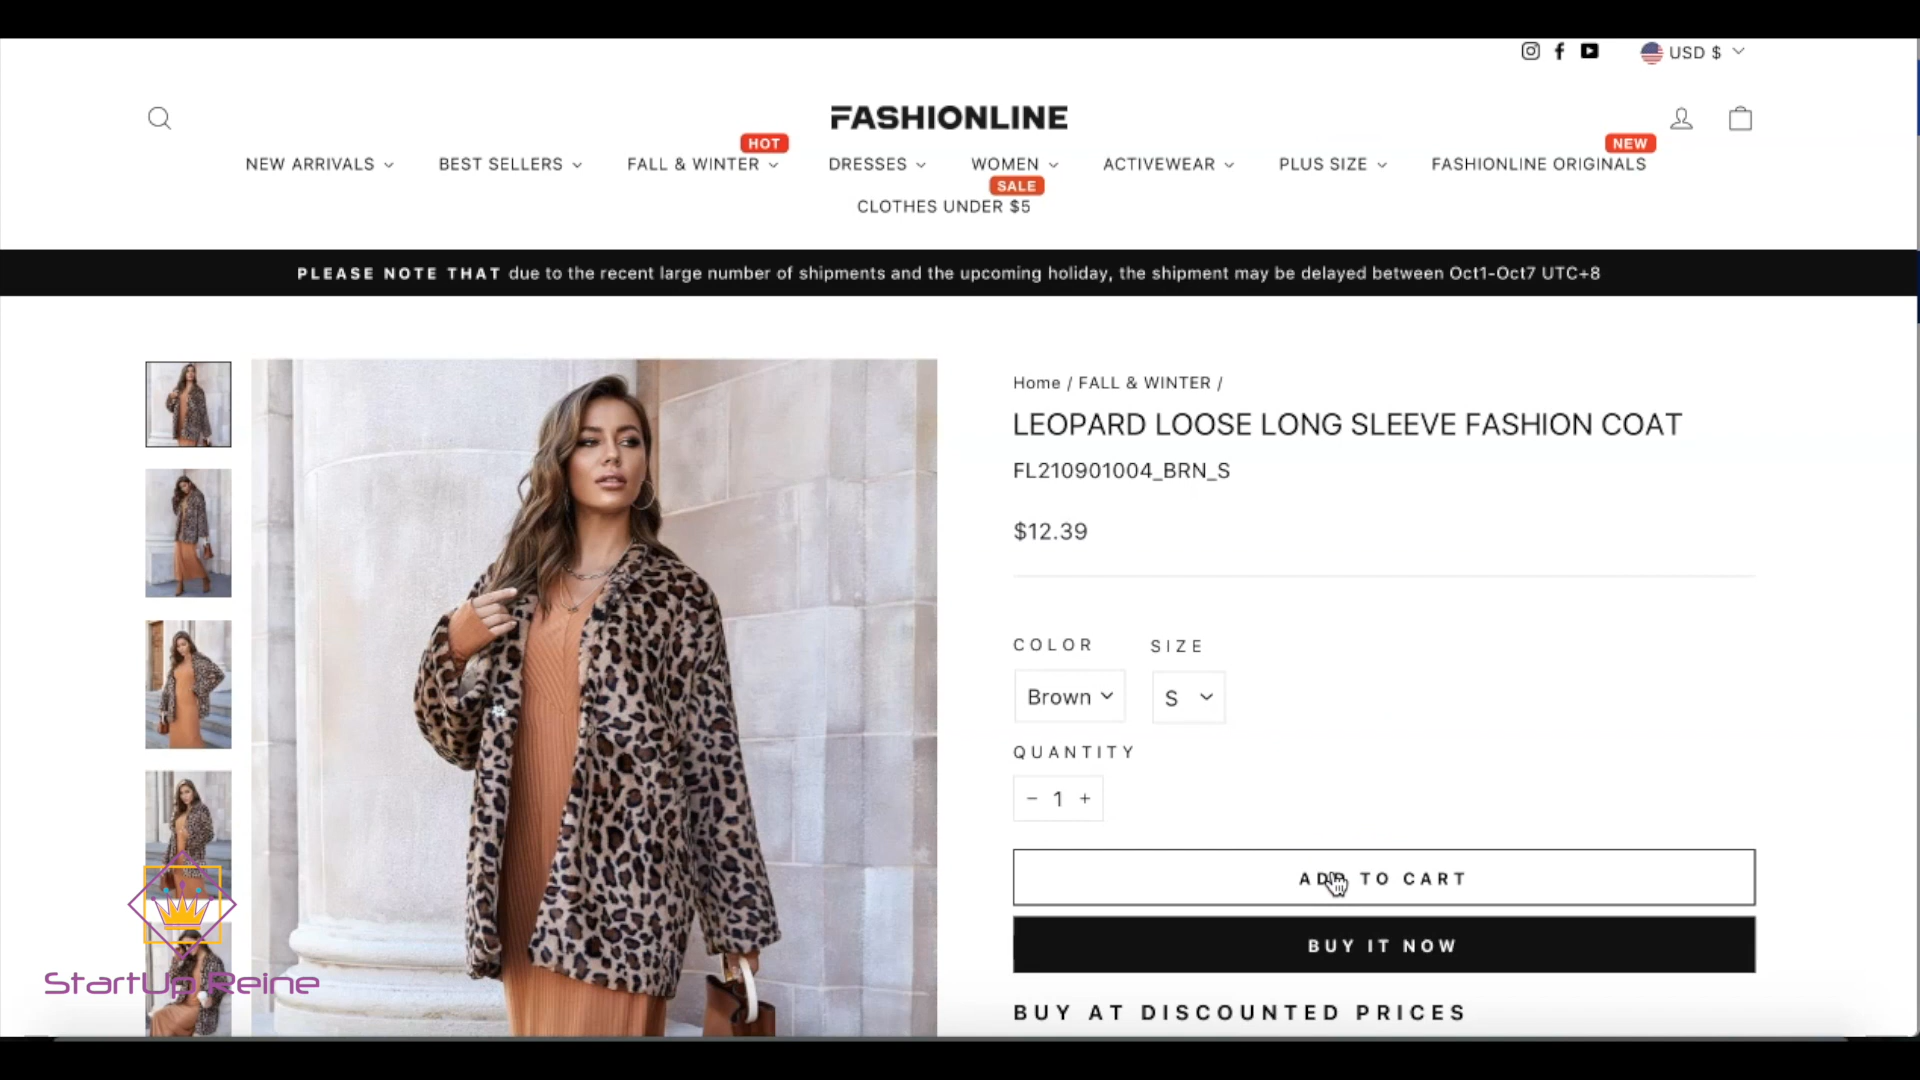 USD $
FASHIONLINE
HOT
NEW
NEW ARRIVALS
BEST SELLERS
FALL & WINTER
DRESSES
WOMEN
ACTIVEWEAR
PLUS SIZE
FASHIONLINE ORIGINALS
SALE
CLOTHES UNDER $5
PLEASE NOTE THAT due to the recent large number of shipments and the upcoming holiday, the shipment may be delayed between Oct1-Oct7 UTC+8
Home / FALL & WINTER /
LEOPARD LOOSE LONG SLEEVE FASHION COAT
FL210901004_BRN_S
$12.39
COLOR SIZE
Brown S
QUANTITY
− 1 +
ADD TO CART
BUY IT NOW
BUY AT DISCOUNTED PRICES
StartUp Reine